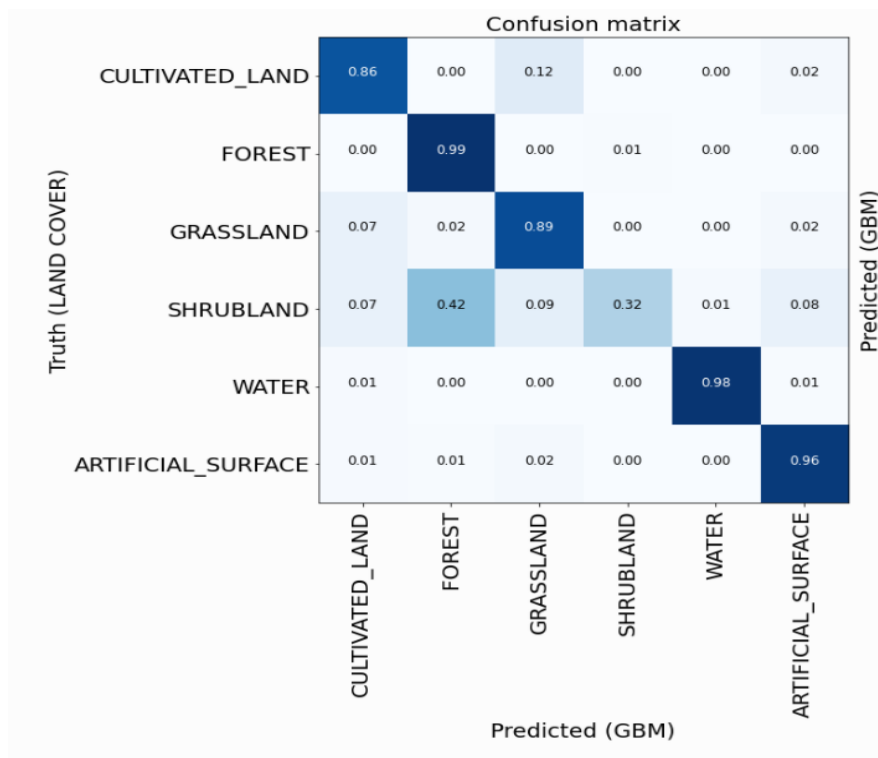 Confusion matrix
Truth (LAND COVER)
CULTIVATED_LAND 0.86 0.00 0.12 0.00 0.00 0.02
FOREST 0.00 0.99 0.00 0.01 0.00 0.00
GRASSLAND 0.07 0.02 0.89 0.00 0.00 0.02
SHRUBLAND 0.07 0.42 0.09 0.32 0.01 0.08
WATER 0.01 0.00 0.00 0.00 0.98 0.01
ARTIFICIAL_SURFACE 0.01 0.01 0.02 0.00 0.00 0.96
Predicted (GBM)
CULTIVATED_LAND
FOREST
GRASSLAND
SHRUBLAND
WATER
ARTIFICIAL_SURFACE
Predicted (GBM)